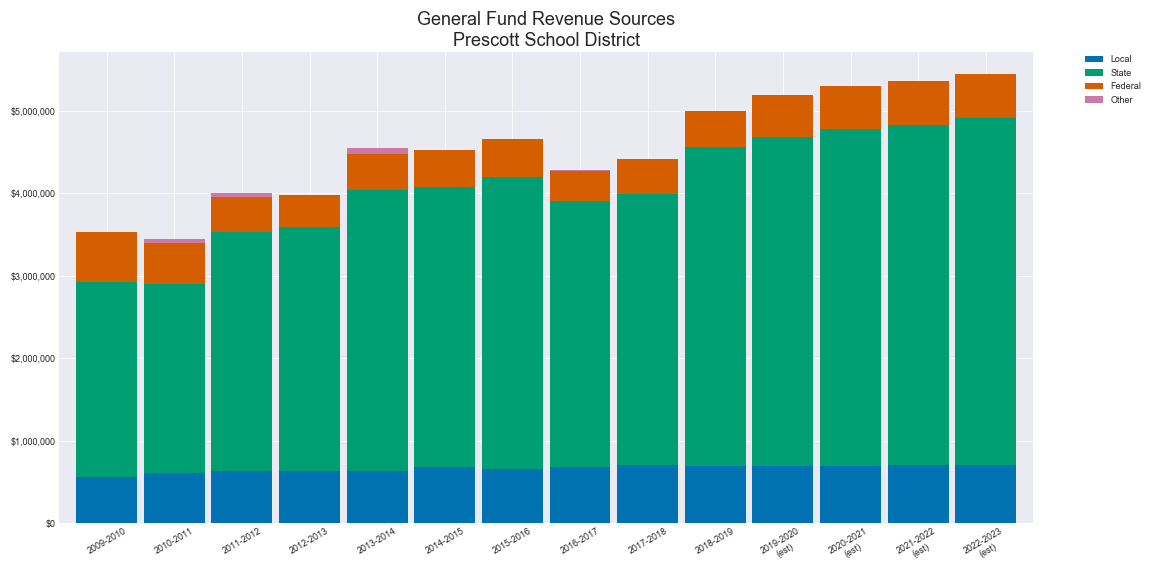 General Fund Revenue Sources
Prescott School District
Local
State
Federal
Other
$5,000,000
$4,000,000
$3,000,000
$2,000,000
$1,000,000
$0
2009-2010
2010-2011
2011-2012
2012-2013
2013-2014
2014-2015
2015-2016
2016-2017
2017-2018
2018-2019
2019-2020
(est)
2020-2021
(est)
2021-2022
(est)
2022-2023
(est)